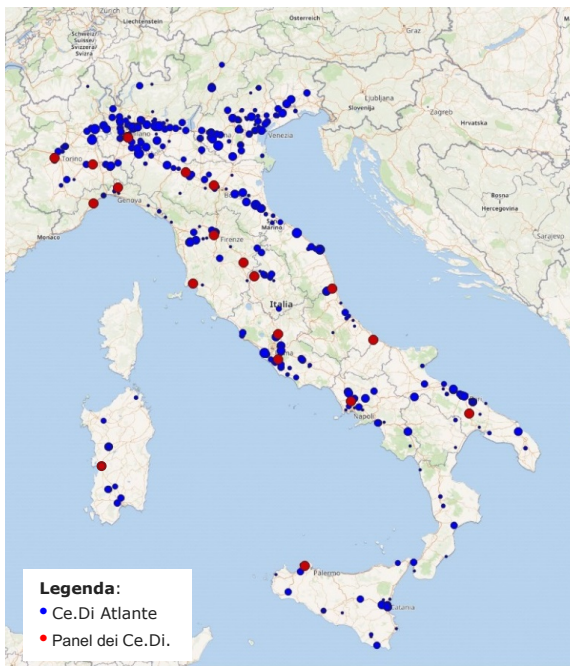 Österreich
Liechtenstein
Graz
Schweiz/
Suisse/
Svizzera/
Svizra
Ljubljana
Slovenija
Zagreb
Hrvatska
Venezia
Torino
Genova
Monaco
Bosna i
Hercegovina
Sarajevo
San
Marino
Firenze
Italia
Napoli
Palermo
Catania
Legenda:
Ce.Di Atlante
Panel dei Ce.Di.